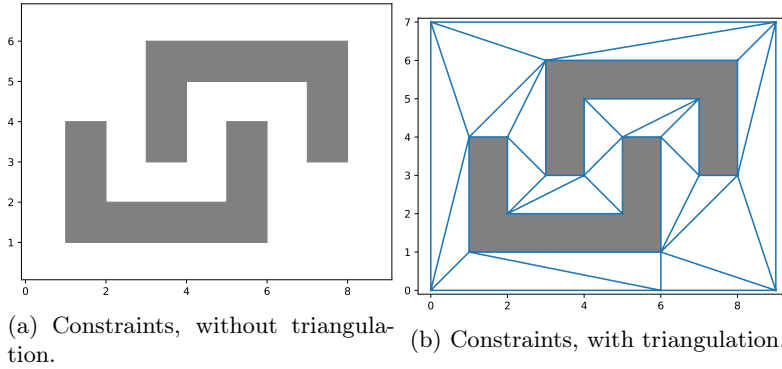 6
5
4
3
2
1
0 2 4 6 8
(a) Constraints, without triangula-
tion.
7
6
5
4
3
2
1
0
0 2 4 6 8
(b) Constraints, with triangulation.